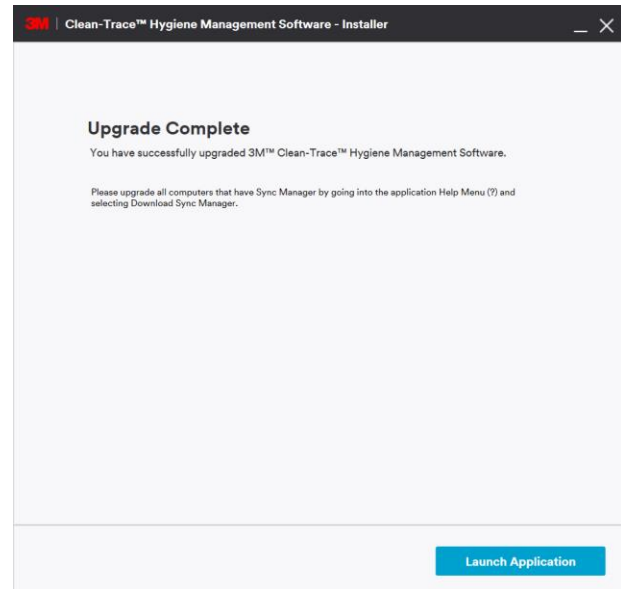 3M | Clean-Trace™ Hygiene Management Software - Installer
Upgrade Complete
You have successfully upgraded 3M™ Clean-Trace™ Hygiene Management Software.
Please upgrade all computers that have Sync Manager by going into the application Help Menu (?) and
selecting Download Sync Manager.
Launch Application